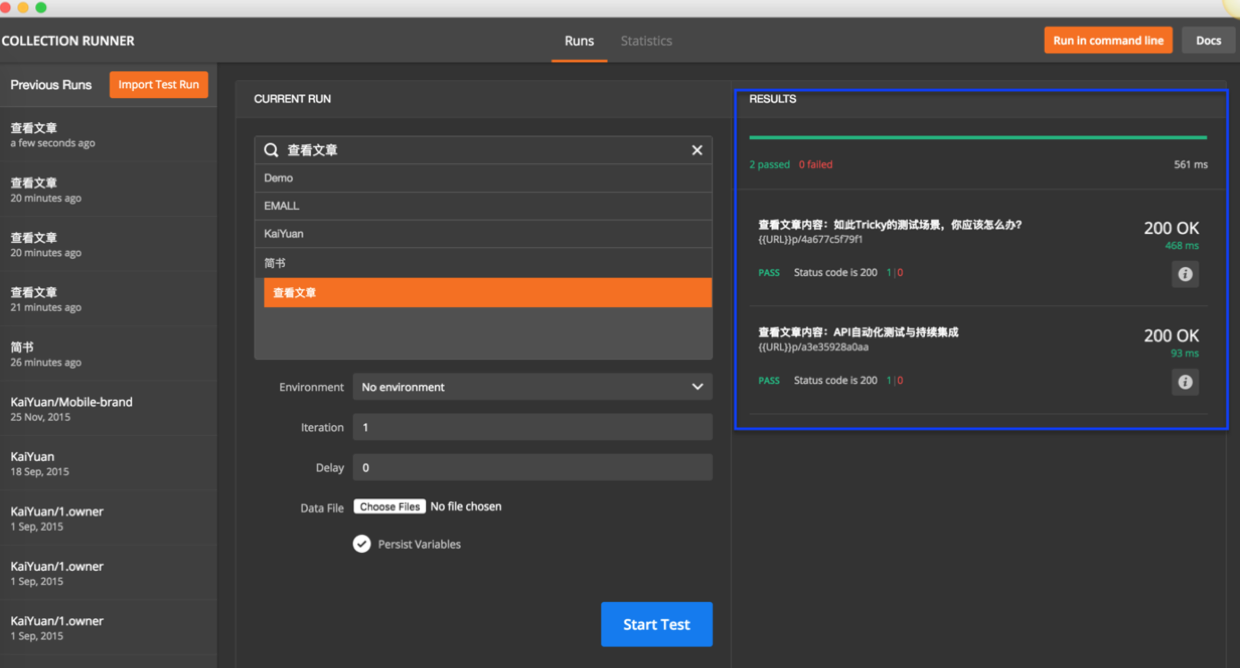 COLLECTION RUNNER
Runs
Statistics
Run in command line
Docs
Previous Runs
Import Test Run
查看文章
a few seconds ago
查看文章
20 minutes ago
查看文章
20 minutes ago
查看文章
21 minutes ago
简书
26 minutes ago
KaiYuan/Mobile-brand
25 Nov, 2015
KaiYuan
18 Sep, 2015
KaiYuan/1.owner
1 Sep, 2015
KaiYuan/1.owner
1 Sep, 2015
KaiYuan/1.owner
1 Sep, 2015
CURRENT RUN
查看文章
Demo
EMALL
KaiYuan
简书
查看文章
Environment No environment
Iteration 1
Delay 0
Data File Choose Files No file chosen
Persist Variables
Start Test
RESULTS
2 passed 0 failed 561 ms
查看文章内容：如此Tricky的测试场景，你应该怎么办? 200 OK
{{URL}}p/4a677c5f79f1 468 ms
PASS Status code is 200 1|0
查看文章内容：API自动化测试与持续集成 200 OK
{{URL}}p/a3e35928a0aa 93 ms
PASS Status code is 200 1|0